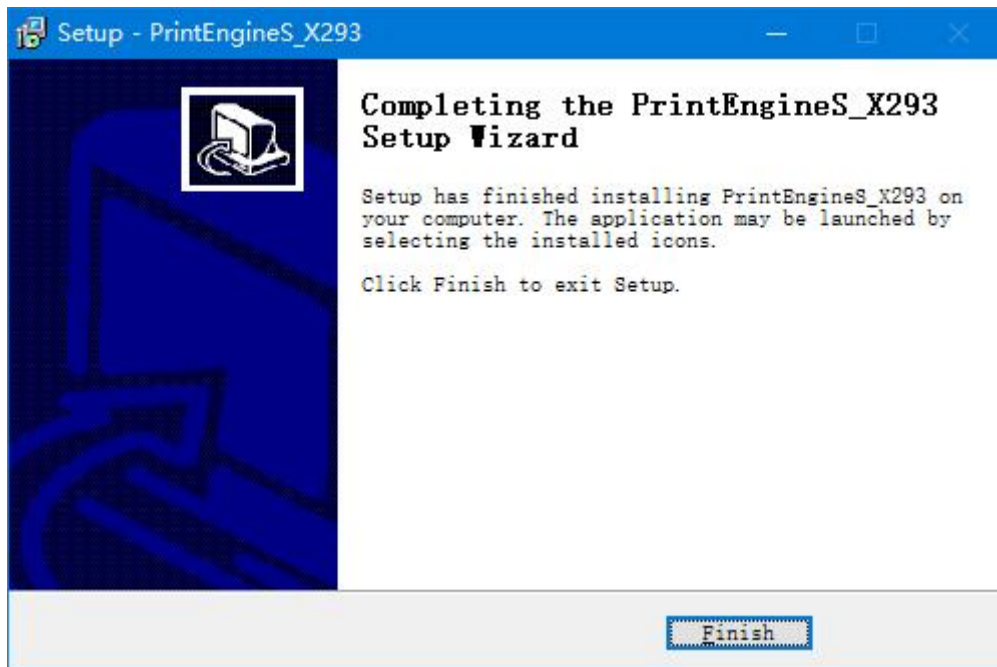 Setup - PrintEngineS_X293
Completing the PrintEngineS_X293
Setup Wizard
Setup has finished installing PrintEngineS_X293 on
your computer. The application may be launched by
selecting the installed icons.
Click Finish to exit Setup.
Finish